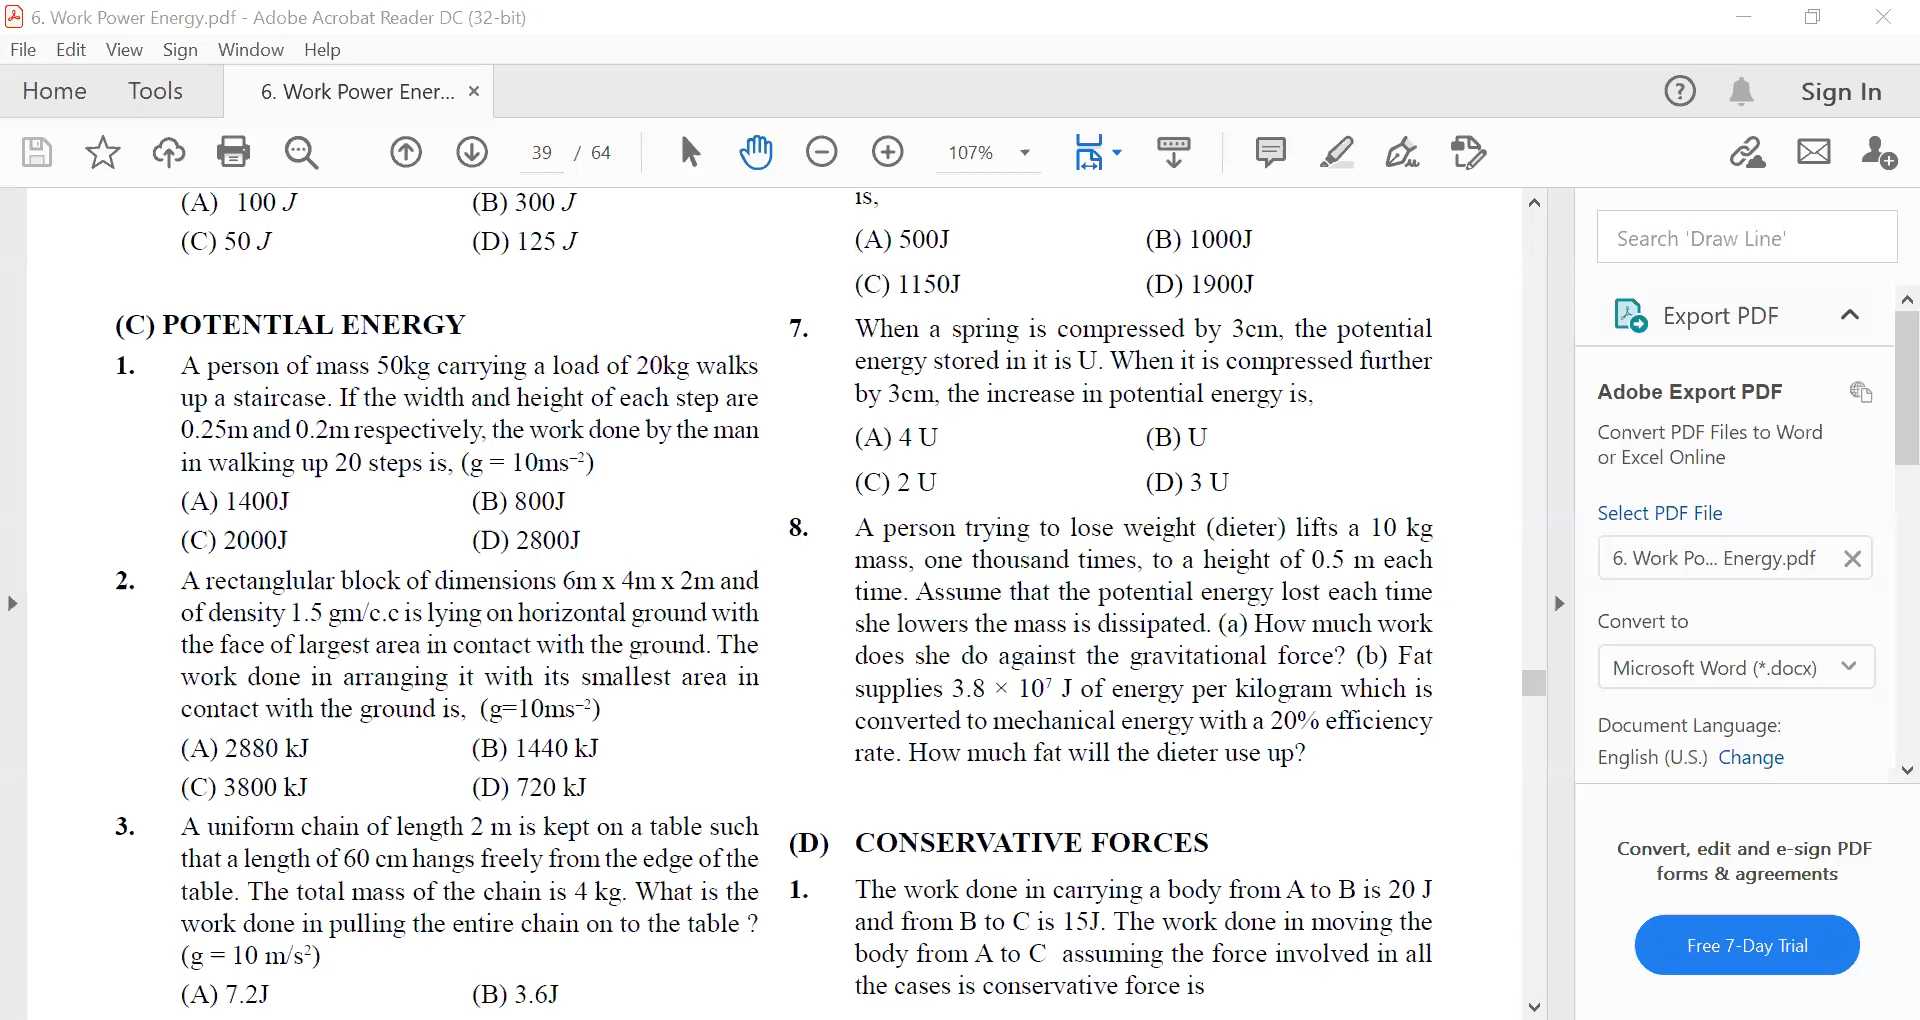 6. Work Power Energy.pdf - Adobe Acrobat Reader DC (32-bit)
File Edit View Sign Window Help
Home Tools 6. Work Power Ener... × Sign In
39 / 64 107%
(A) 100 J (B) 300 J
(C) 50 J (D) 125 J
(C) POTENTIAL ENERGY
1. A person of mass 50kg carrying a load of 20kg walks
up a staircase. If the width and height of each step are
0.25m and 0.2m respectively, the work done by the man
in walking up 20 steps is, (g = 10ms⁻²)
(A) 1400J (B) 800J
(C) 2000J (D) 2800J
2. A rectanglular block of dimensions 6m x 4m x 2m and
of density 1.5 gm/c.c is lying on horizontal ground with
the face of largest area in contact with the ground. The
work done in arranging it with its smallest area in
contact with the ground is, (g=10ms⁻²)
(A) 2880 kJ (B) 1440 kJ
(C) 3800 kJ (D) 720 kJ
3. A uniform chain of length 2 m is kept on a table such
that a length of 60 cm hangs freely from the edge of the
table. The total mass of the chain is 4 kg. What is the
work done in pulling the entire chain on to the table ?
(g = 10 m/s²)
(A) 7.2J (B) 3.6J
is,
(A) 500J (B) 1000J
(C) 1150J (D) 1900J
7. When a spring is compressed by 3cm, the potential
energy stored in it is U. When it is compressed further
by 3cm, the increase in potential energy is,
(A) 4 U (B) U
(C) 2 U (D) 3 U
8. A person trying to lose weight (dieter) lifts a 10 kg
mass, one thousand times, to a height of 0.5 m each
time. Assume that the potential energy lost each time
she lowers the mass is dissipated. (a) How much work
does she do against the gravitational force? (b) Fat
supplies 3.8 × 10⁷ J of energy per kilogram which is
converted to mechanical energy with a 20% efficiency
rate. How much fat will the dieter use up?
(D) CONSERVATIVE FORCES
1. The work done in carrying a body from A to B is 20 J
and from B to C is 15J. The work done in moving the
body from A to C assuming the force involved in all
the cases is conservative force is
Search 'Draw Line'
Export PDF
Adobe Export PDF
Convert PDF Files to Word
or Excel Online
Select PDF File
6. Work Po... Energy.pdf
Convert to
Microsoft Word (*.docx)
Document Language:
English (U.S.) Change
Convert, edit and e-sign PDF
forms & agreements
Free 7-Day Trial